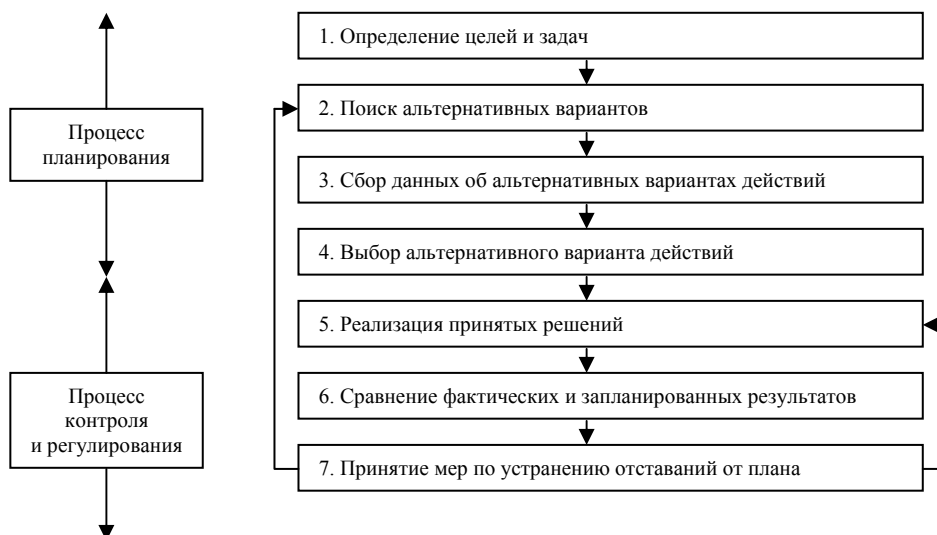 1. Определение целей и задач
2. Поиск альтернативных вариантов
Процесс
планирования
3. Сбор данных об альтернативных вариантах действий
4. Выбор альтернативного варианта действий
5. Реализация принятых решений
Процесс
контроля
и регулирования
6. Сравнение фактических и запланированных результатов
7. Принятие мер по устранению отставаний от плана